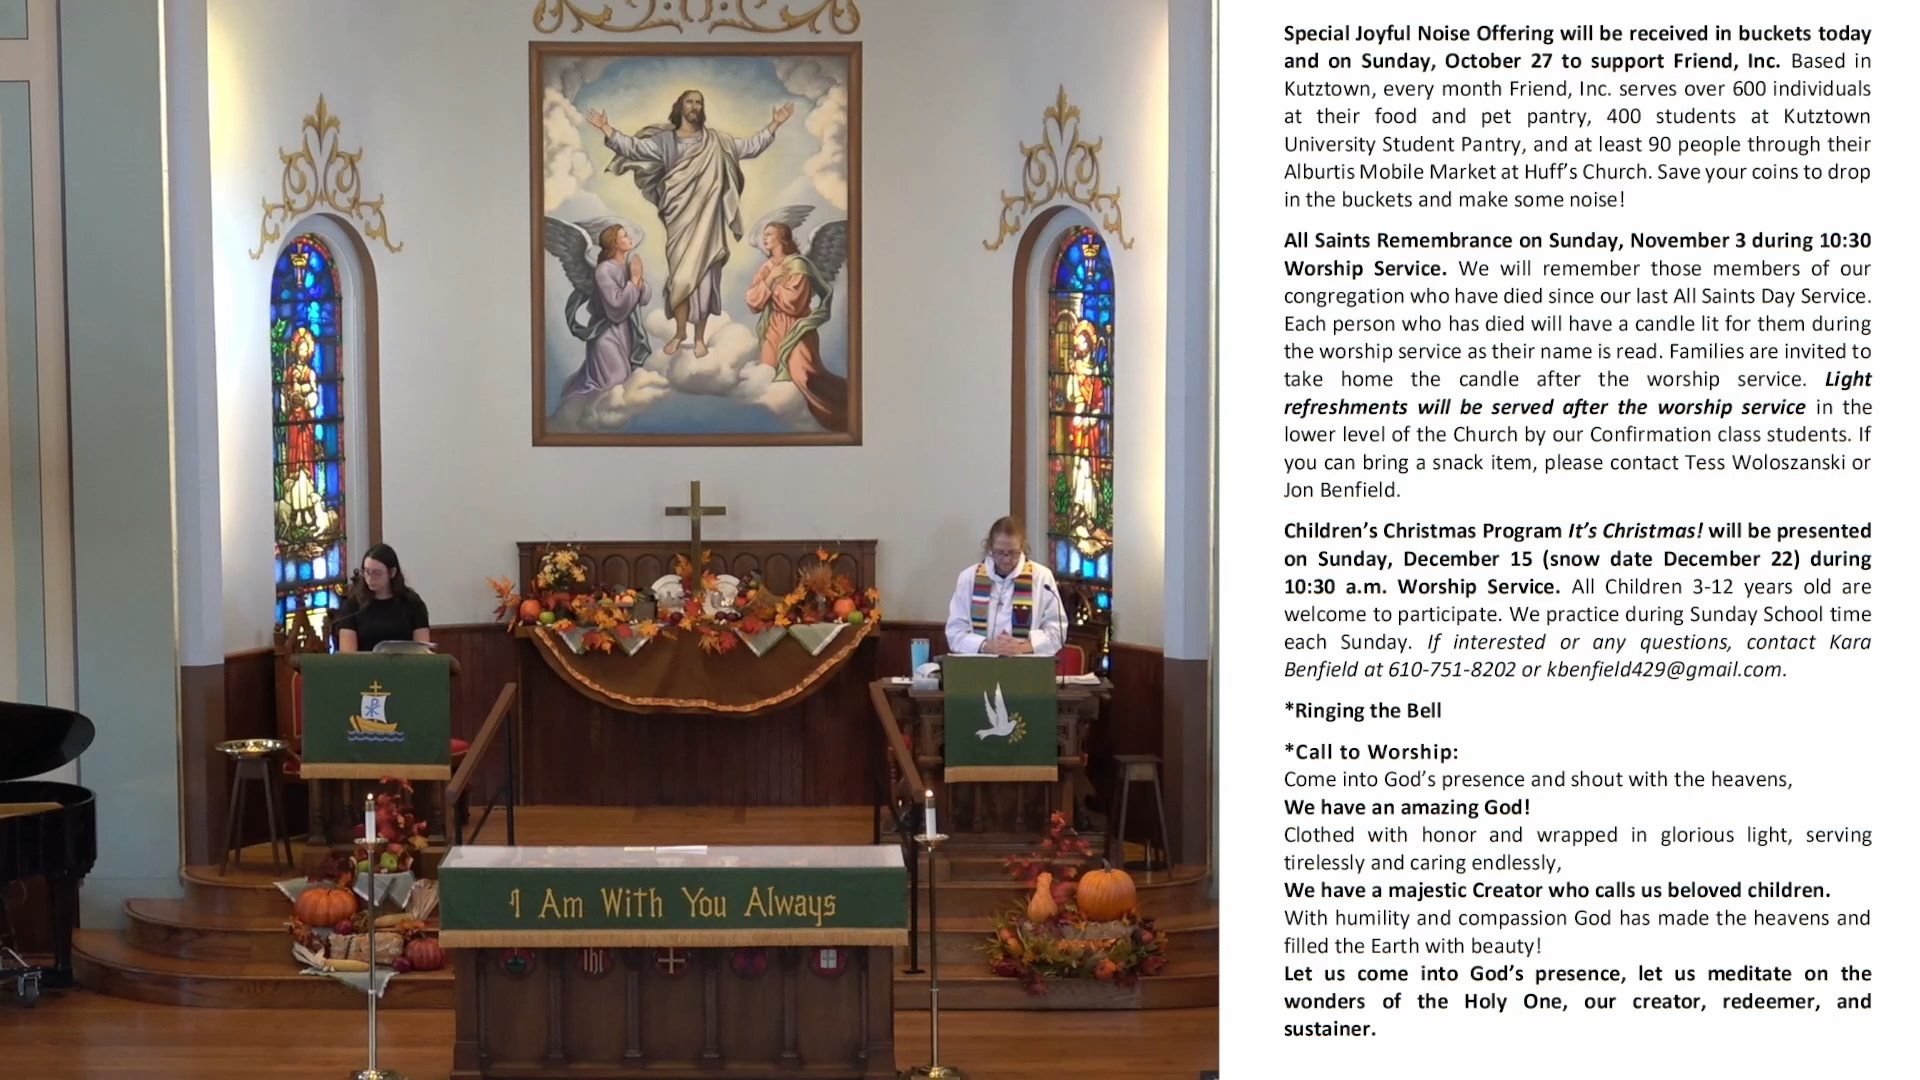 Special Joyful Noise Offering will be received in buckets today
and on Sunday, October 27 to support Friend, Inc. Based in
Kutztown, every month Friend, Inc. serves over 600 individuals
at their food and pet pantry, 400 students at Kutztown
University Student Pantry, and at least 90 people through their
Alburtis Mobile Market at Huff’s Church. Save your coins to drop
in the buckets and make some noise!
All Saints Remembrance on Sunday, November 3 during 10:30
Worship Service. We will remember those members of our
congregation who have died since our last All Saints Day Service.
Each person who has died will have a candle lit for them during
the worship service as their name is read. Families are invited to
take home the candle after the worship service. Light
refreshments will be served after the worship service in the
lower level of the Church by our Confirmation class students. If
you can bring a snack item, please contact Tess Woloszanski or
Jon Benfield.
Children’s Christmas Program It’s Christmas! will be presented
on Sunday, December 15 (snow date December 22) during
10:30 a.m. Worship Service. All Children 3-12 years old are
welcome to participate. We practice during Sunday School time
each Sunday. If interested or any questions, contact Kara
Benfield at 610-751-8202 or kbenfield429@gmail.com.
*Ringing the Bell
*Call to Worship:
Come into God’s presence and shout with the heavens,
We have an amazing God!
Clothed with honor and wrapped in glorious light, serving
tirelessly and caring endlessly,
We have a majestic Creator who calls us beloved children.
With humility and compassion God has made the heavens and
filled the Earth with beauty!
Let us come into God’s presence, let us meditate on the
wonders of the Holy One, our creator, redeemer, and
sustainer.
I Am With You Always
IHC